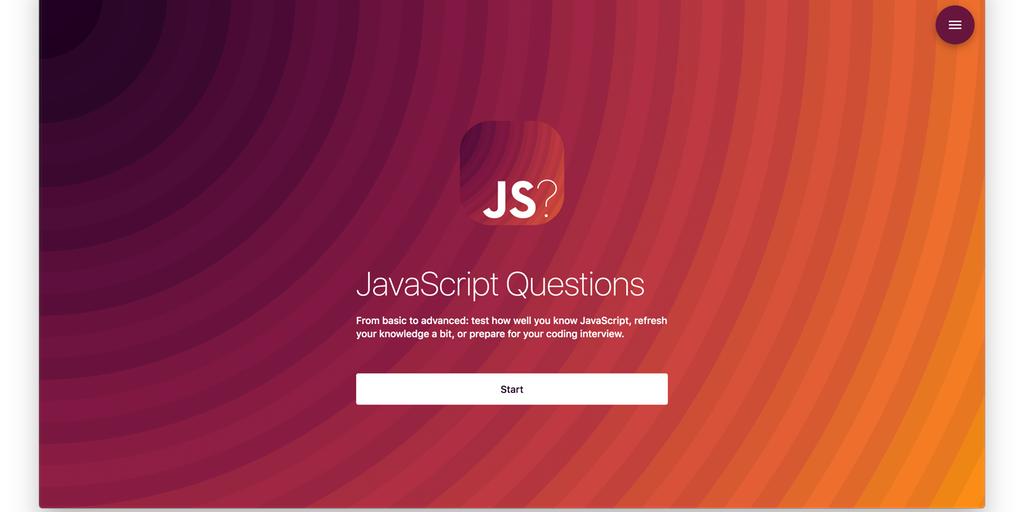 JS?
JavaScript Questions
From basic to advanced: test how well you know JavaScript, refresh
your knowledge a bit, or prepare for your coding interview.
Start